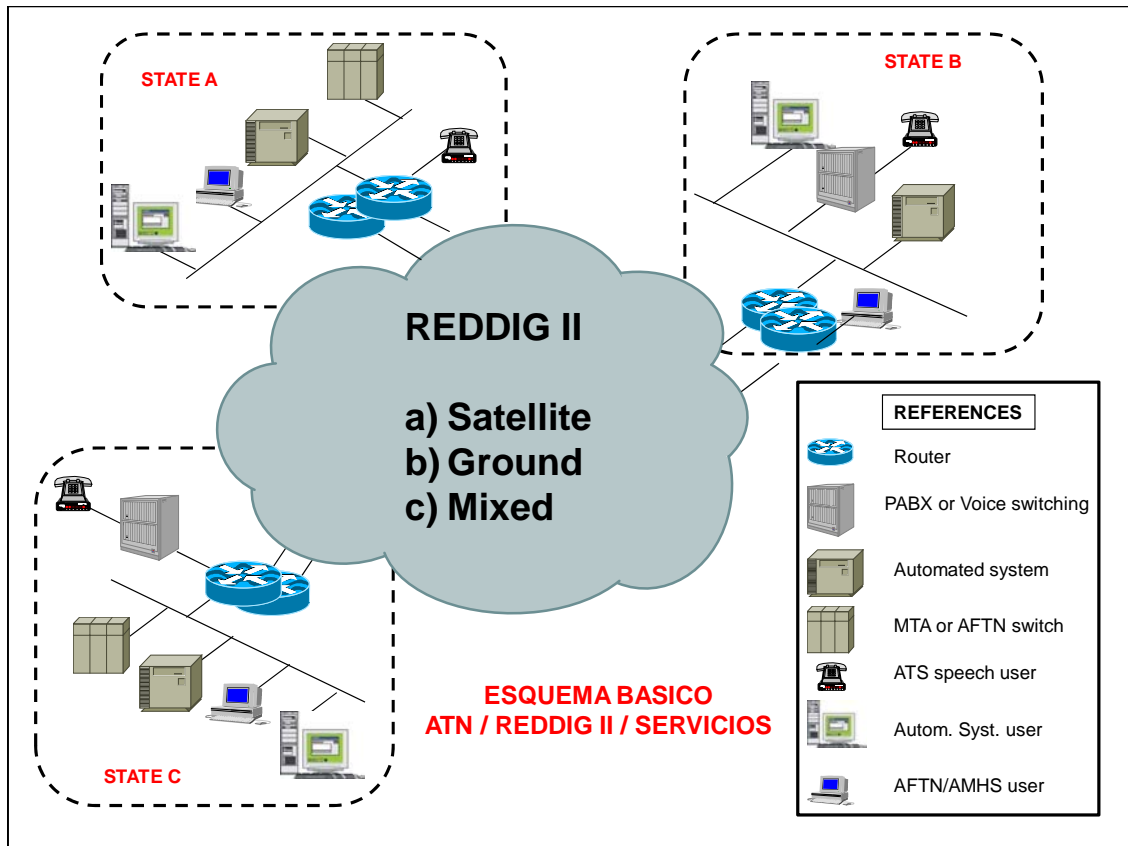 STATE A
STATE B
REDDIG II
a) Satellite
b) Ground
c) Mixed
STATE C
ESQUEMA BASICO
ATN / REDDIG II / SERVICIOS
REFERENCES
Router
PABX or Voice switching
Automated system
MTA or AFTN switch
ATS speech user
Autom. Syst. user
AFTN/AMHS user